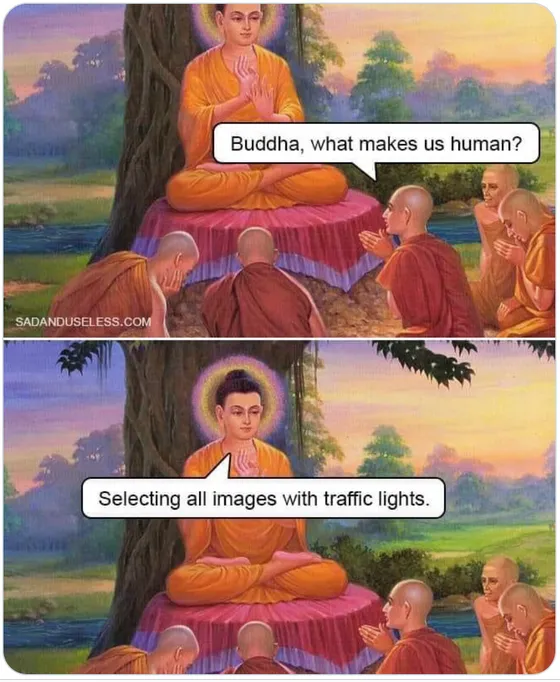 Buddha, what makes us human?
SADANDUSELESS.COM
Selecting all images with traffic lights.